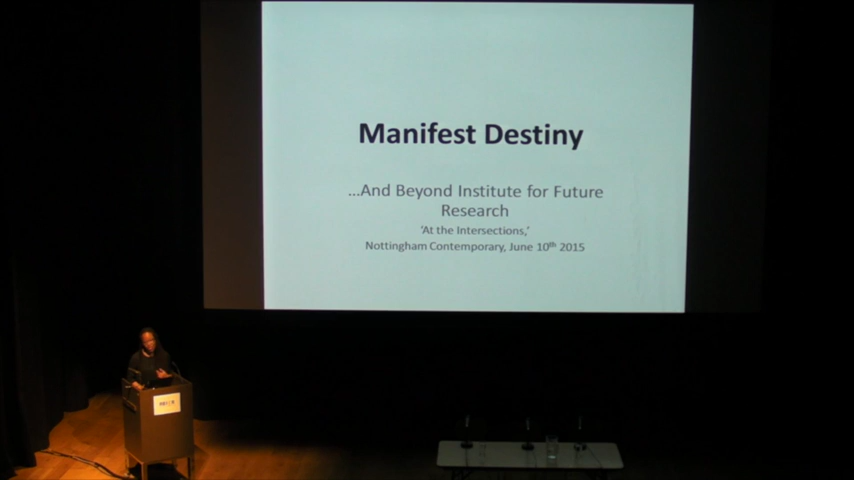 Manifest Destiny
...And Beyond Institute for Future
Research
'At the Intersections,'
Nottingham Contemporary, June 10th 2015